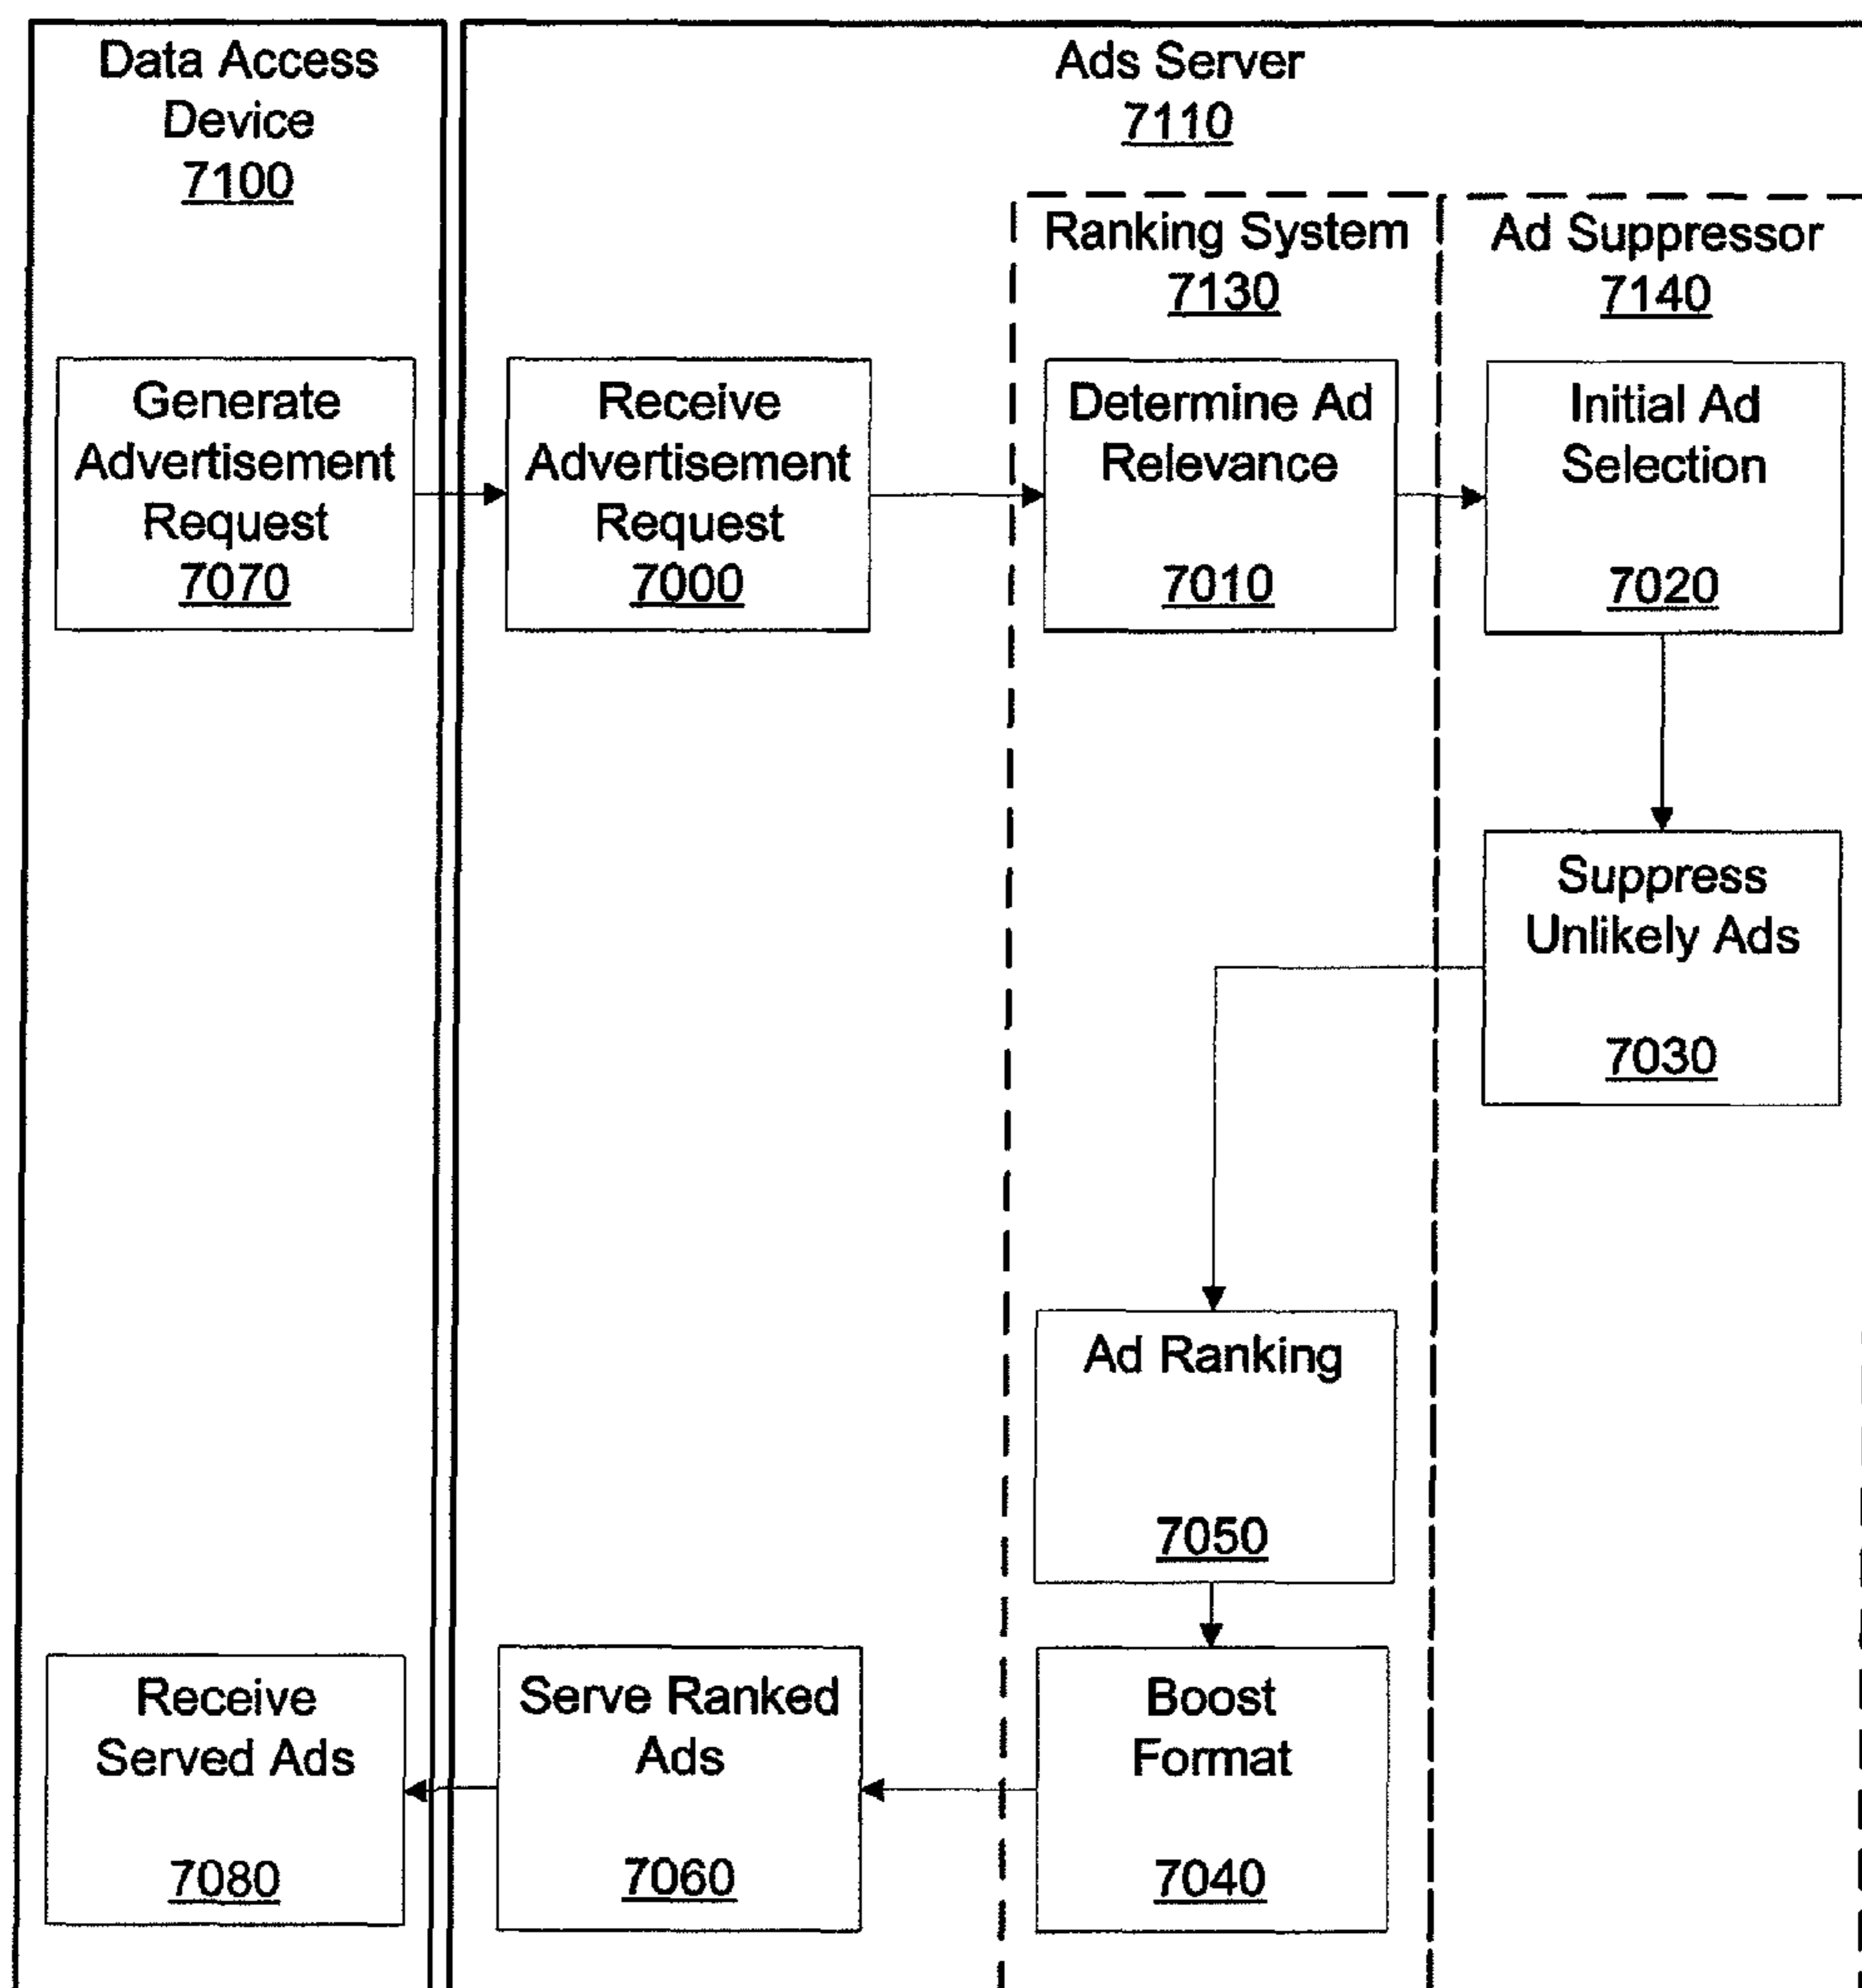 Data Access
Device
7100
Ads Server
7110
Ranking System
7130
Ad Suppressor
7140
Generate
Advertisement
Request
7070
Receive
Advertisement
Request
7000
Determine Ad
Relevance
7010
Initial Ad
Selection
7020
Suppress
Unlikely Ads
7030
Ad Ranking
7050
Receive
Served Ads
7080
Serve Ranked
Ads
7060
Boost
Format
7040